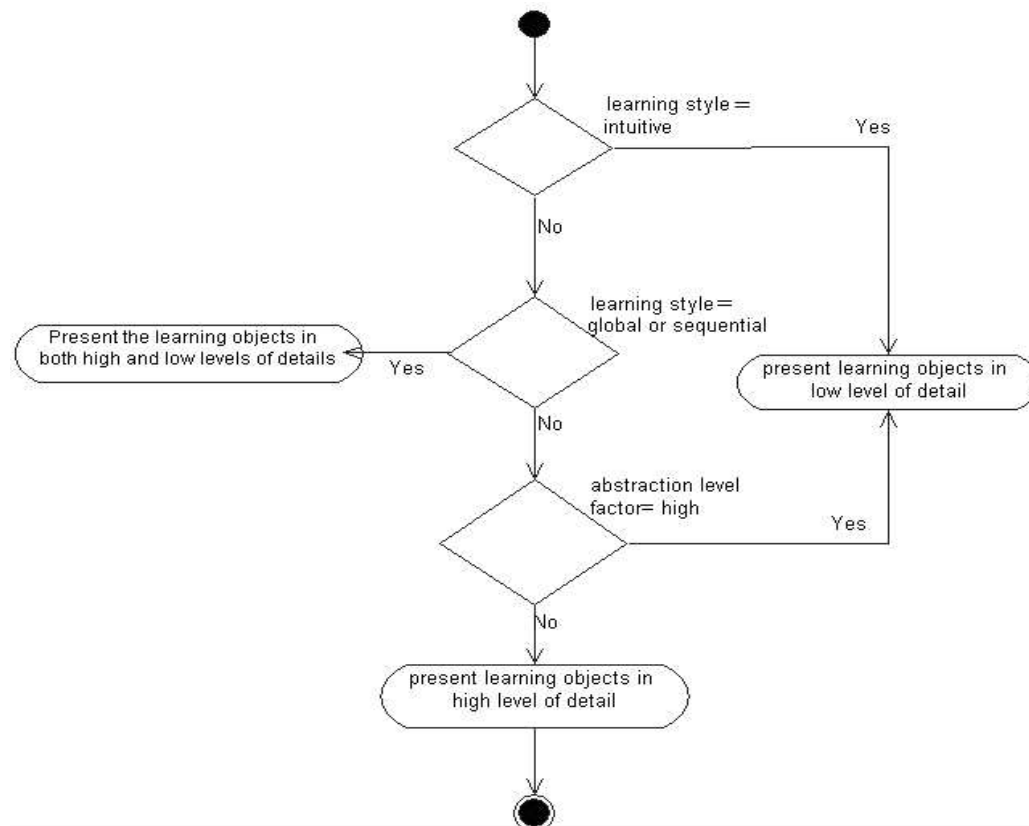 learning style=
intuitive
Yes
No
learning style=
global or sequential
Present the learning objects in
both high and low levels of details
Yes
present learning objects in
low level of detail
No
abstraction level
factor= high
Yes
No
present learning objects in
high level of detail